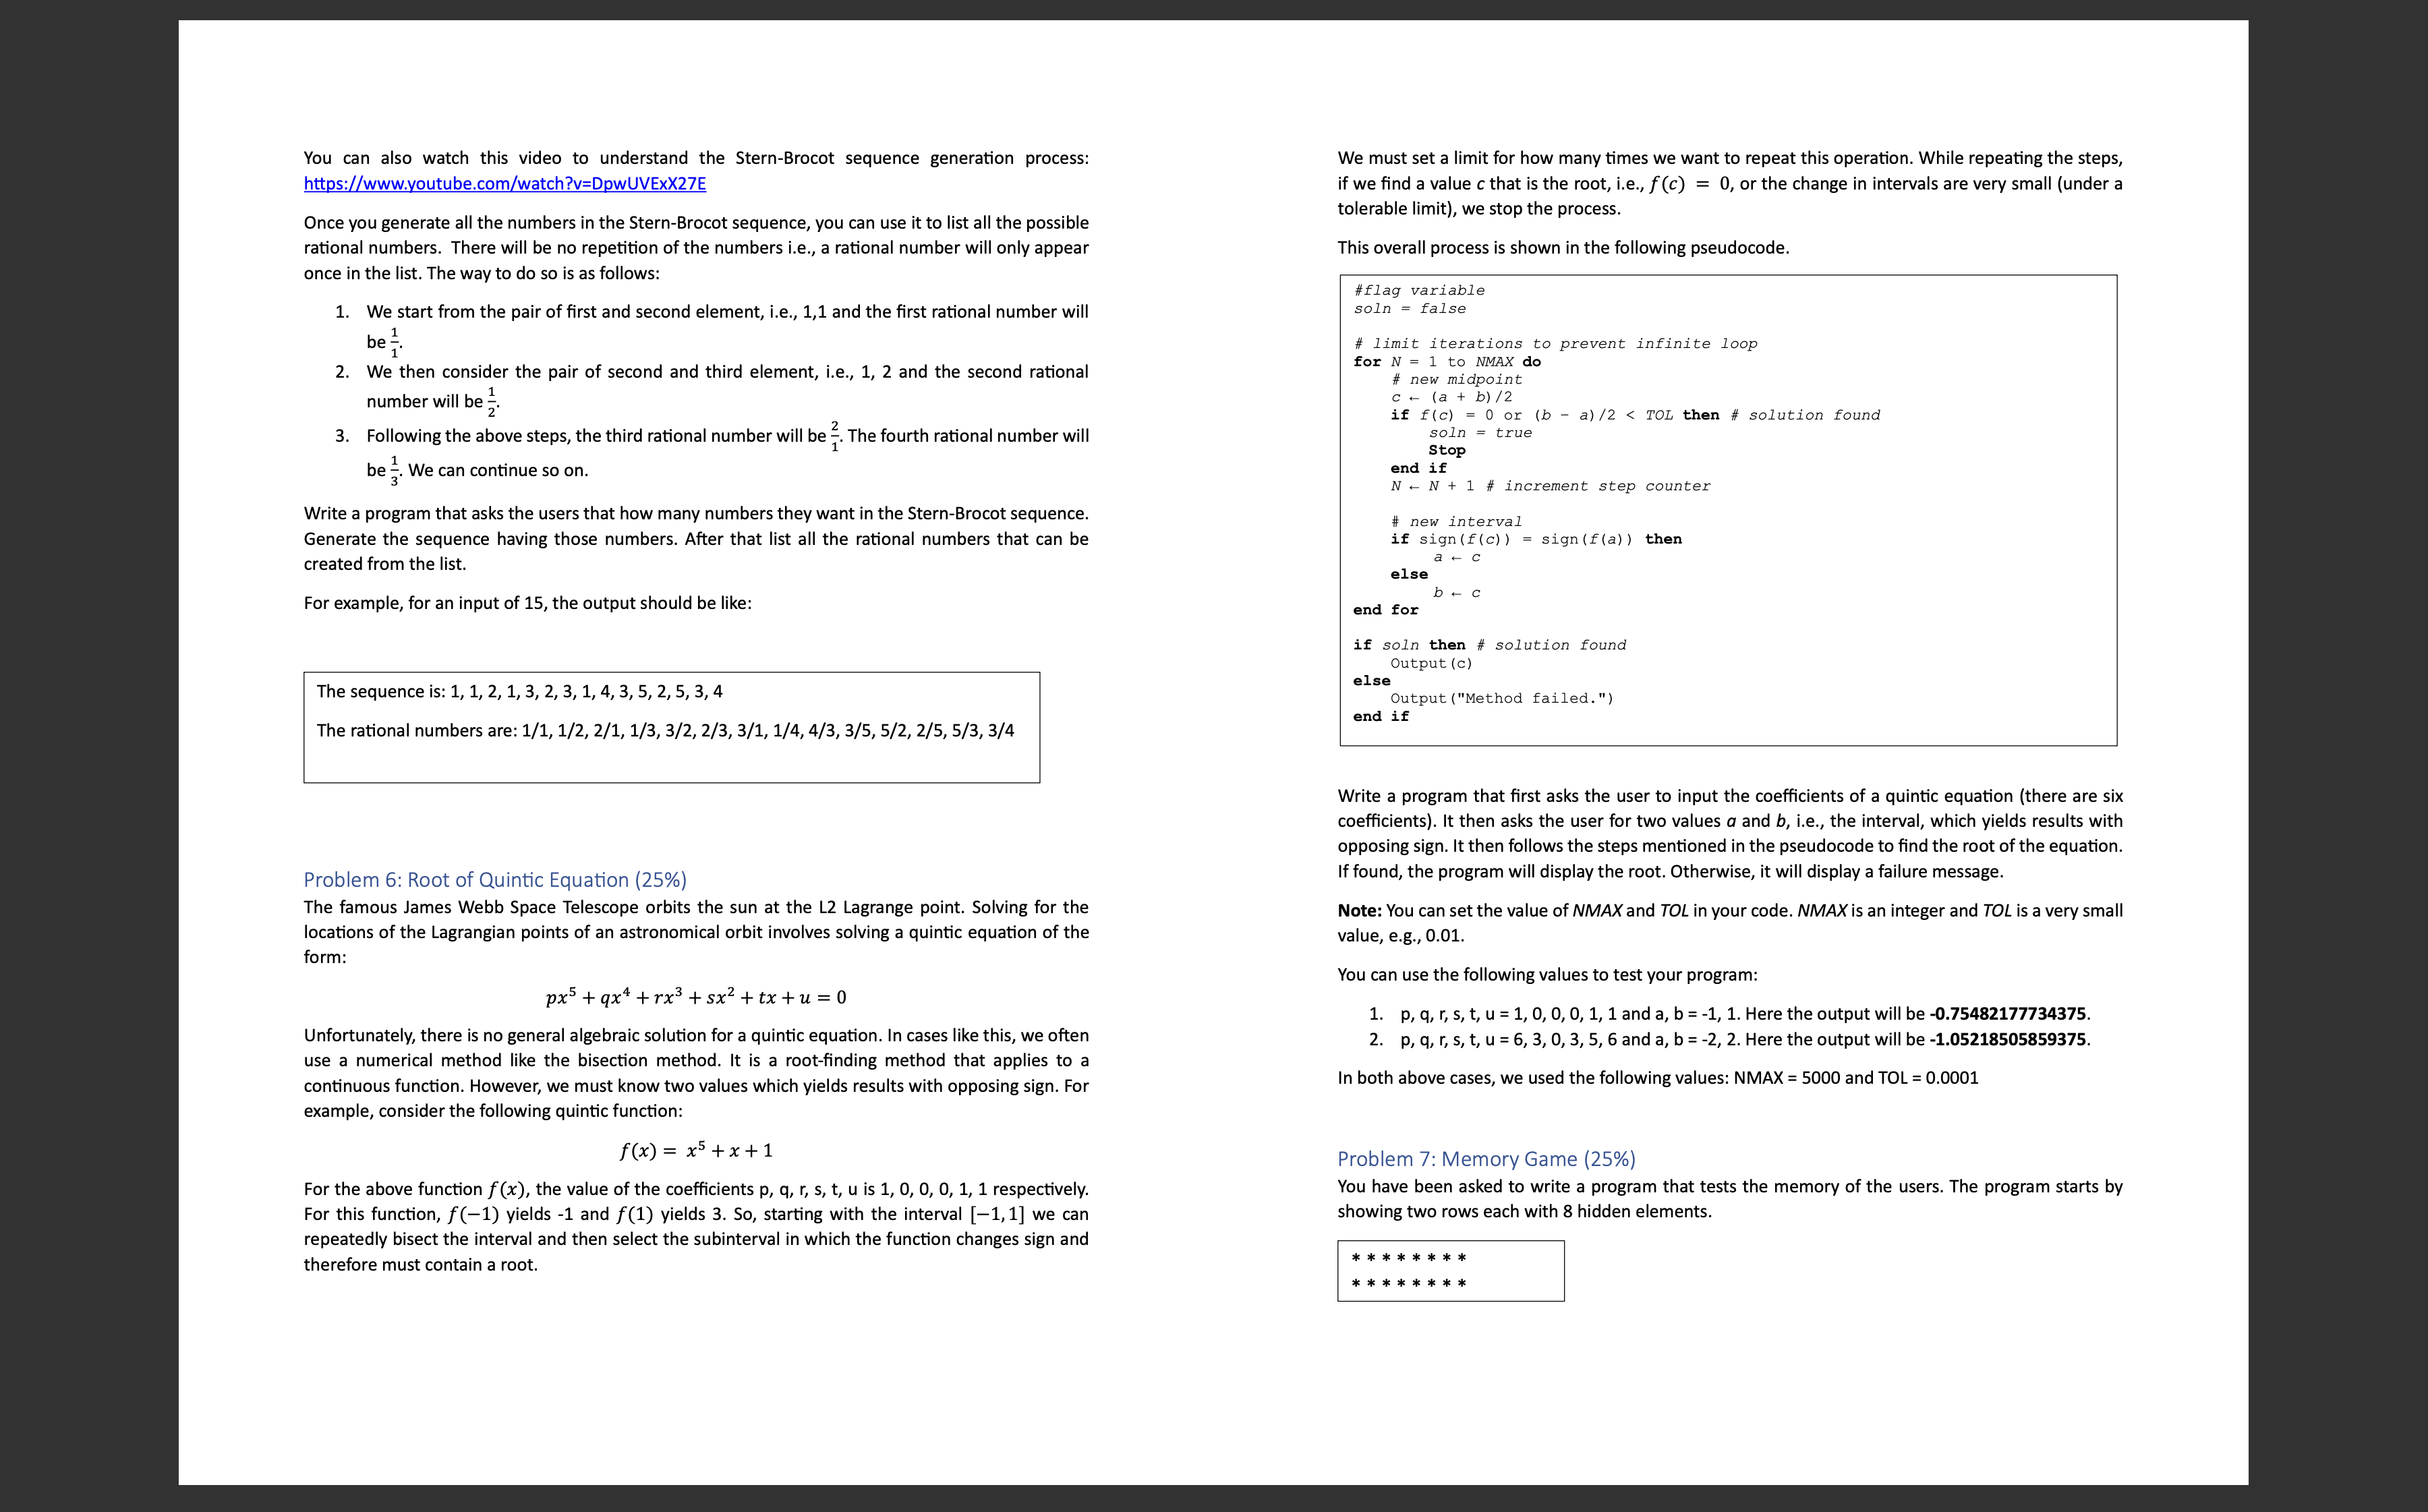 You can also watch this video to understand the Stern-Brocot sequence generation process:
https://www.youtube.com/watch?v=DpwUVExX27E
Once you generate all the numbers in the Stern-Brocot sequence, you can use it to list all the possible
rational numbers.  There will be no repetition of the numbers i.e., a rational number will only appear
once in the list. The way to do so is as follows:
1. We start from the pair of first and second element, i.e., 1,1 and the first rational number will
be 1/1.
2. We then consider the pair of second and third element, i.e., 1, 2 and the second rational
number will be 1/2.
3. Following the above steps, the third rational number will be 2/1. The fourth rational number will
be 1/3. We can continue so on.
Write a program that asks the users that how many numbers they want in the Stern-Brocot sequence.
Generate the sequence having those numbers. After that list all the rational numbers that can be
created from the list.
For example, for an input of 15, the output should be like:
The sequence is: 1, 1, 2, 1, 3, 2, 3, 1, 4, 3, 5, 2, 5, 3, 4
The rational numbers are: 1/1, 1/2, 2/1, 1/3, 3/2, 2/3, 3/1, 1/4, 4/3, 3/5, 5/2, 2/5, 5/3, 3/4
Problem 6: Root of Quintic Equation (25%)
The famous James Webb Space Telescope orbits the sun at the L2 Lagrange point. Solving for the
locations of the Lagrangian points of an astronomical orbit involves solving a quintic equation of the
form:
px⁵ + qx⁴ + rx³ + sx² + tx + u = 0
Unfortunately, there is no general algebraic solution for a quintic equation. In cases like this, we often
use a numerical method like the bisection method. It is a root-finding method that applies to a
continuous function. However, we must know two values which yields results with opposing sign. For
example, consider the following quintic function:
f(x) = x⁵ + x + 1
For the above function f(x), the value of the coefficients p, q, r, s, t, u is 1, 0, 0, 0, 1, 1 respectively.
For this function, f(−1) yields -1 and f(1) yields 3. So, starting with the interval [−1,1] we can
repeatedly bisect the interval and then select the subinterval in which the function changes sign and
therefore must contain a root.
We must set a limit for how many times we want to repeat this operation. While repeating the steps,
if we find a value c that is the root, i.e., f(c) = 0, or the change in intervals are very small (under a
tolerable limit), we stop the process.
This overall process is shown in the following pseudocode.
#flag variable
soln = false
# limit iterations to prevent infinite loop
for N = 1 to NMAX do
# new midpoint
c ← (a + b)/2
if f(c) = 0 or (b − a)/2 < TOL then # solution found
soln = true
Stop
end if
N ← N + 1 # increment step counter
# new interval
if sign(f(c)) = sign(f(a)) then
a ← c
else
b ← c
end for
if soln then # solution found
Output(c)
else
Output("Method failed.")
end if
Write a program that first asks the user to input the coefficients of a quintic equation (there are six
coefficients). It then asks the user for two values a and b, i.e., the interval, which yields results with
opposing sign. It then follows the steps mentioned in the pseudocode to find the root of the equation.
If found, the program will display the root. Otherwise, it will display a failure message.
Note: You can set the value of NMAX and TOL in your code. NMAX is an integer and TOL is a very small
value, e.g., 0.01.
You can use the following values to test your program:
1. p, q, r, s, t, u = 1, 0, 0, 0, 1, 1 and a, b = -1, 1. Here the output will be -0.75482177734375.
2. p, q, r, s, t, u = 6, 3, 0, 3, 5, 6 and a, b = -2, 2. Here the output will be -1.05218505859375.
In both above cases, we used the following values: NMAX = 5000 and TOL = 0.0001
Problem 7: Memory Game (25%)
You have been asked to write a program that tests the memory of the users. The program starts by
showing two rows each with 8 hidden elements.
* * * * * * * *
* * * * * * * *